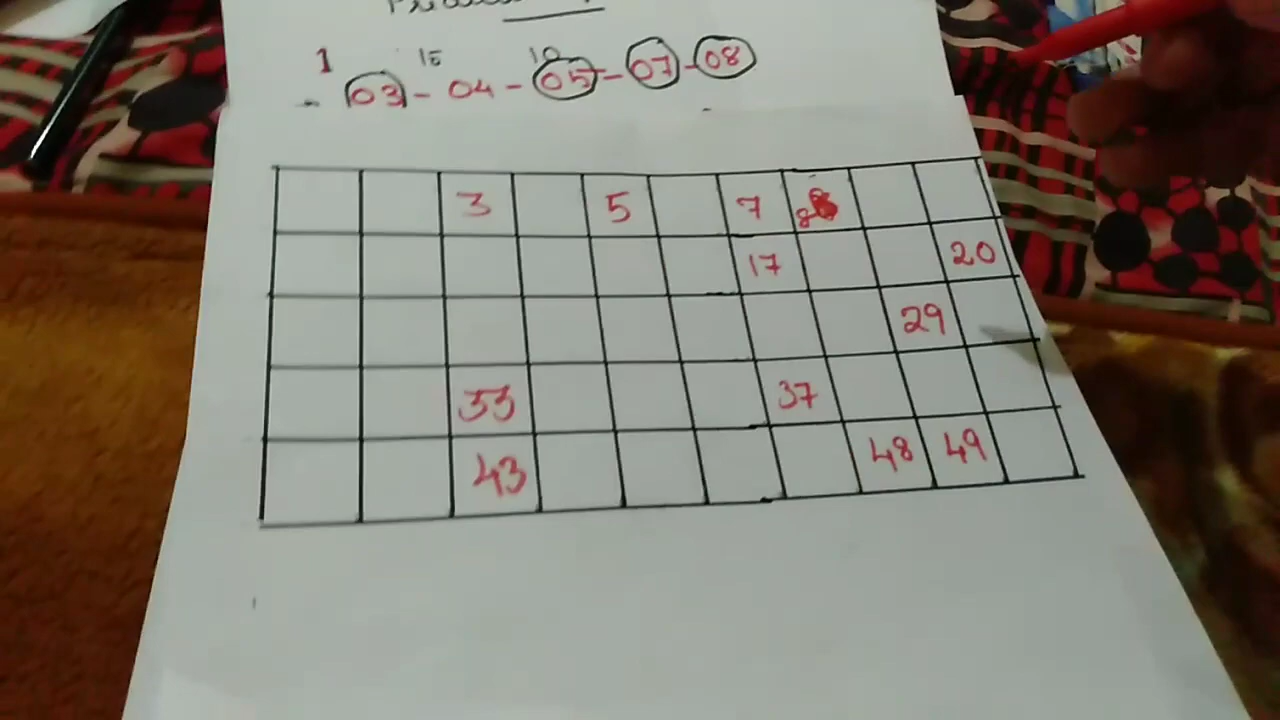 1 15 10
03 - 04 - 05 - 07 - 08
3 5 7 8
17 20
29
33 37
43 48 49